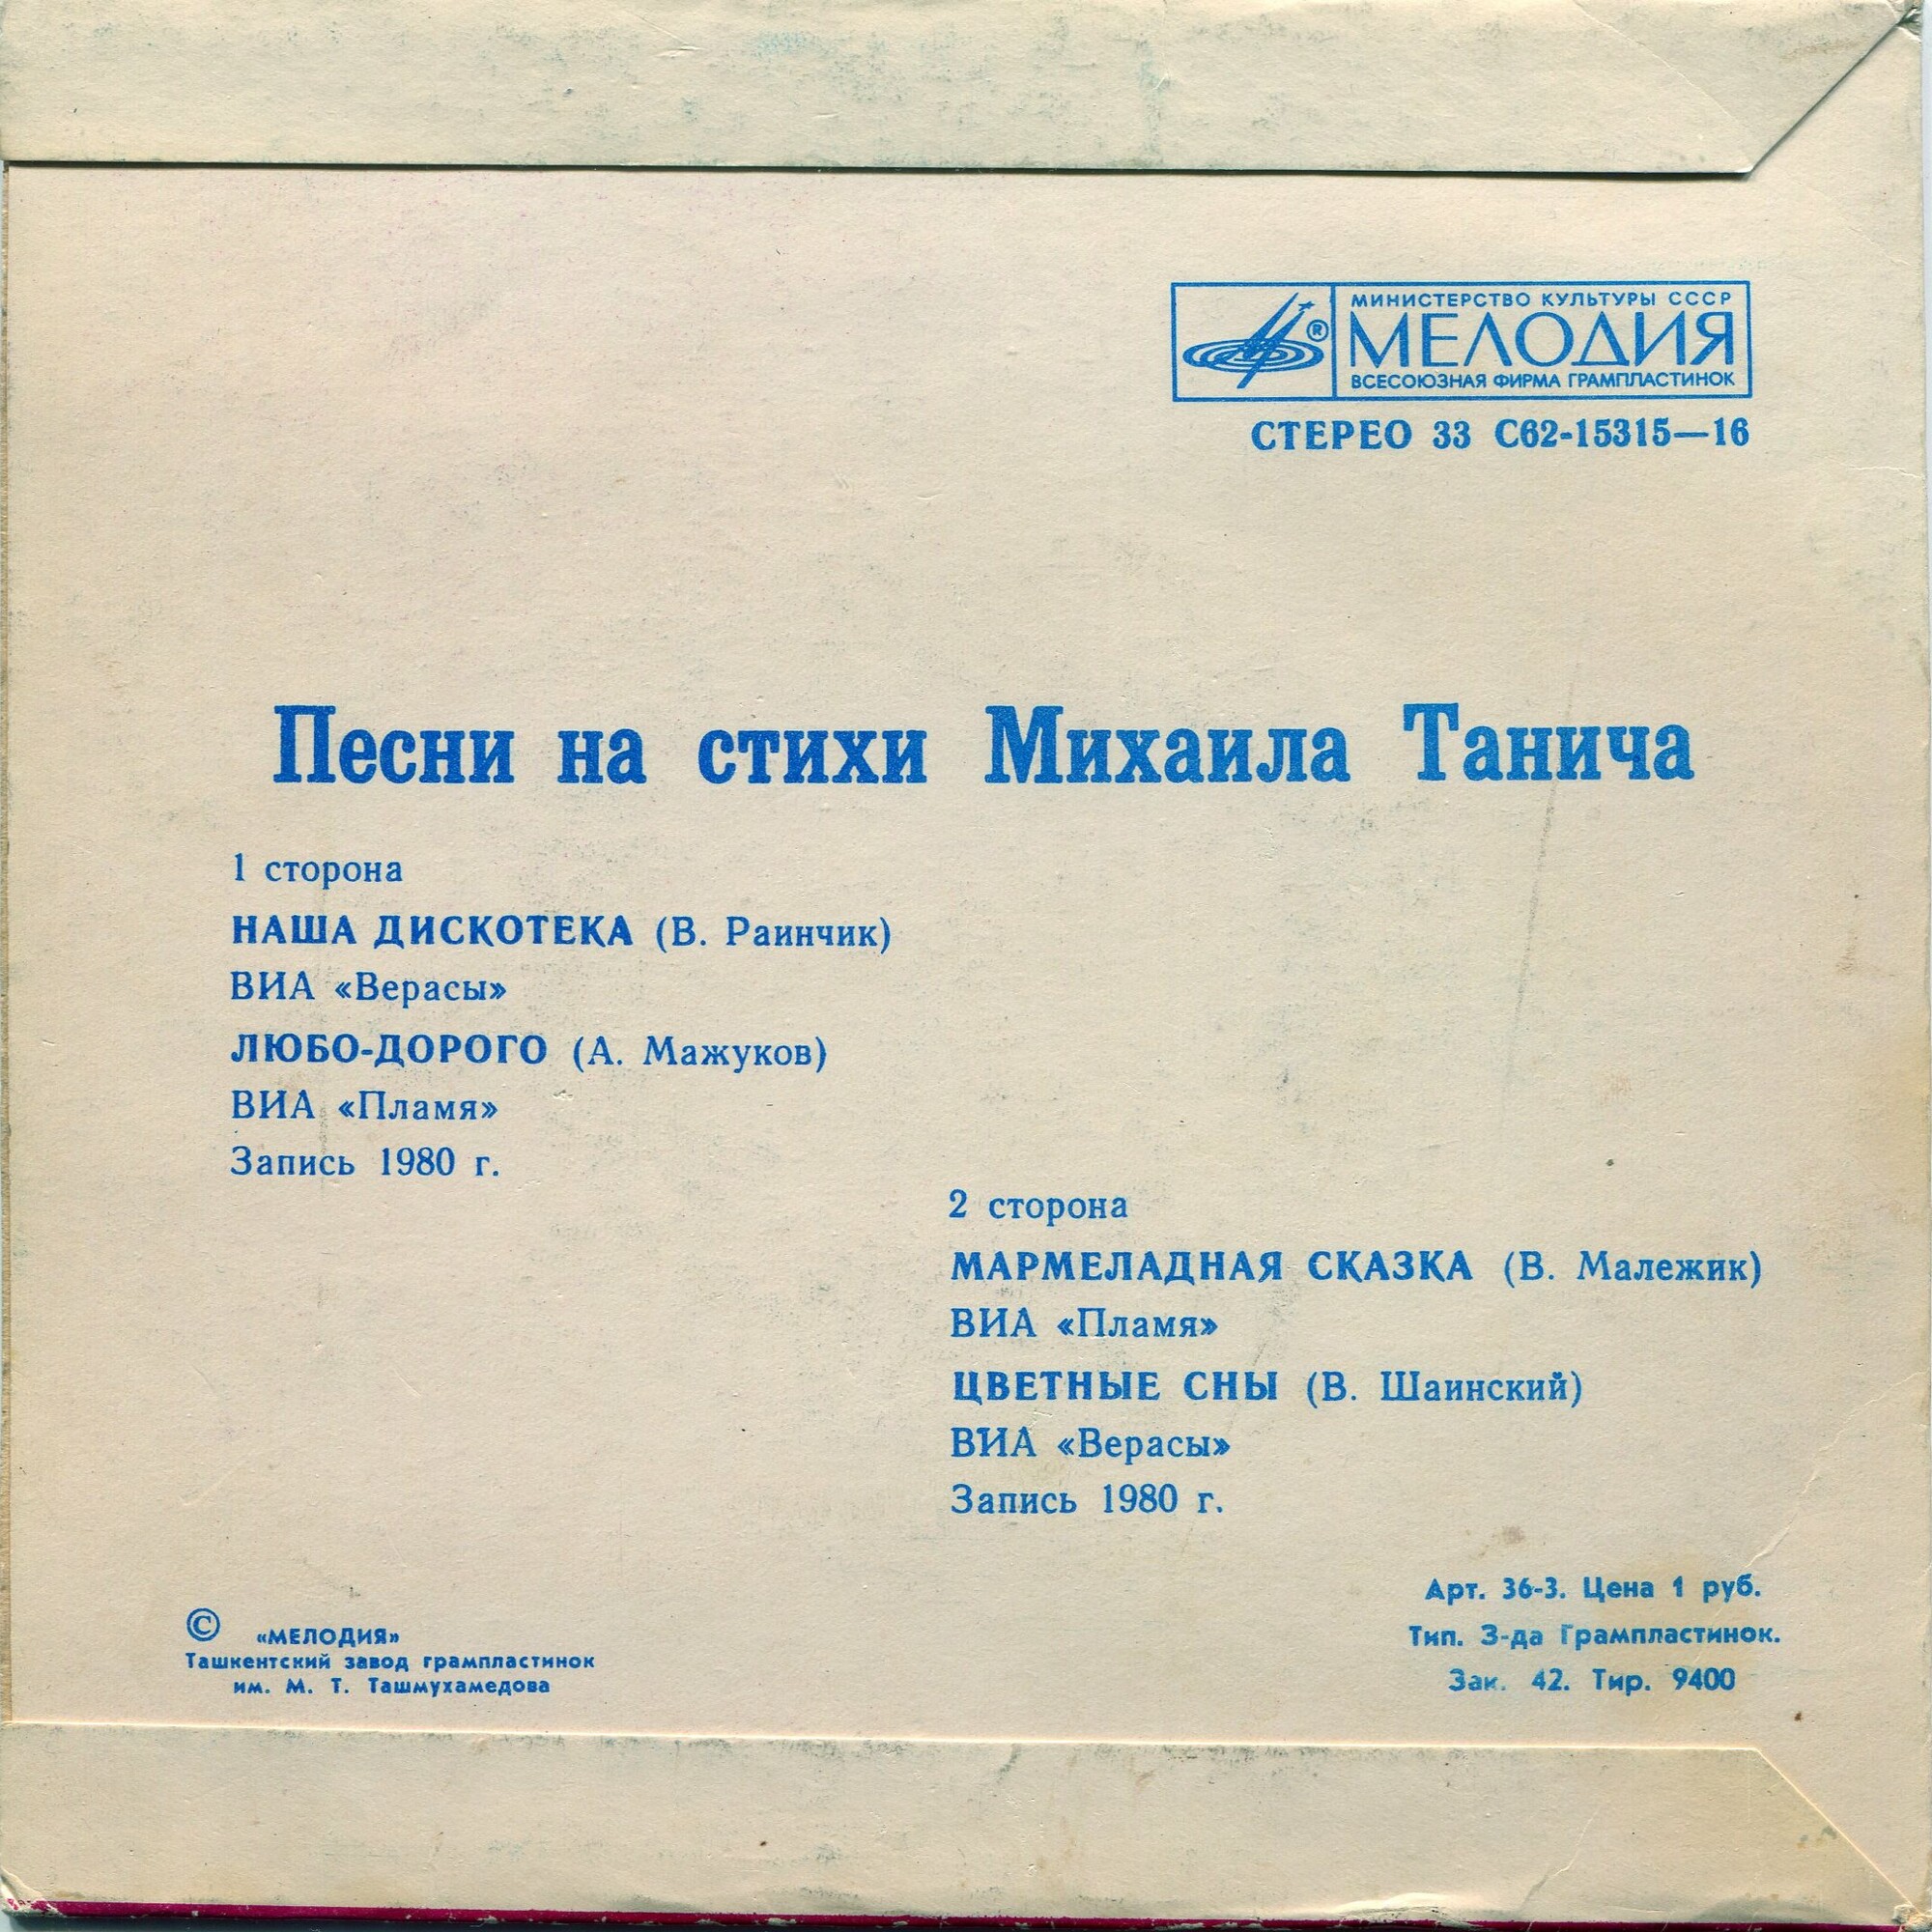 МИНИСТЕРСТВО КУЛЬТУРЫ СССР
® МЕЛОДИЯ
ВСЕСОЮЗНАЯ ФИРМА ГРАМПЛАСТИНОК
СТЕРЕО 33 С62-15315—16
Песни на стихи Михаила Танича
1 сторона
НАША ДИСКОТЕКА (В. Раинчик)
ВИА «Верасы»
ЛЮБО-ДОРОГО (А. Мажуков)
ВИА «Пламя»
Запись 1980 г.
2 сторона
МАРМЕЛАДНАЯ СКАЗКА (В. Малежик)
ВИА «Пламя»
ЦВЕТНЫЕ СНЫ (В. Шаинский)
ВИА «Верасы»
Запись 1980 г.
© «МЕЛОДИЯ»
Ташкентский завод грампластинок
им. М. Т. Ташмухамедова
Арт. 36-3. Цена 1 руб.
Тип. З-да Грампластинок.
Зак. 42. Тир. 9400